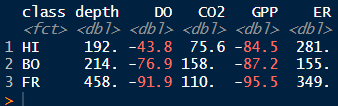 class depth DO CO2 GPP ER
<fct> <dbl> <dbl> <dbl> <dbl> <dbl>
1 HI 192. -43.8 75.6 -84.5 281.
2 BO 214. -76.9 158. -87.2 155.
3 FR 458. -91.9 110. -95.5 349.
>